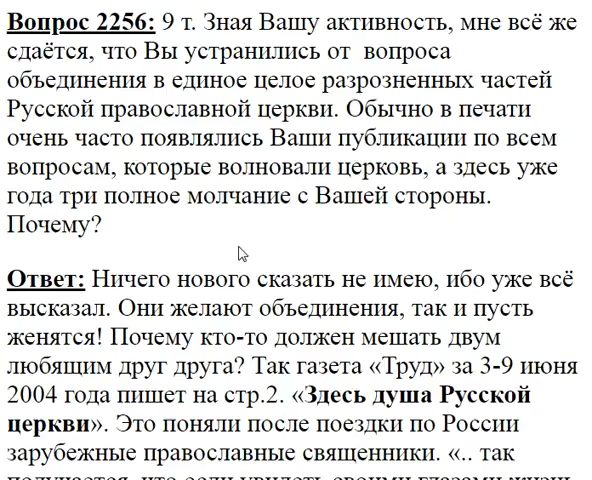 Вопрос 2256: 9 т. Зная Вашу активность, мне всё же
сдаётся, что Вы устранились от  вопроса
объединения в единое целое разрозненных частей
Русской православной церкви. Обычно в печати
очень часто появлялись Ваши публикации по всем
вопросам, которые волновали церковь, а здесь уже
года три полное молчание с Вашей стороны.
Почему?
Ответ: Ничего нового сказать не имею, ибо уже всё
высказал. Они желают объединения, так и пусть
женятся! Почему кто-то должен мешать двум
любящим друг друга? Так газета «Труд» за 3-9 июня
2004 года пишет на стр.2. «Здесь душа Русской
церкви». Это поняли после поездки по России
зарубежные православные священники. «.. так